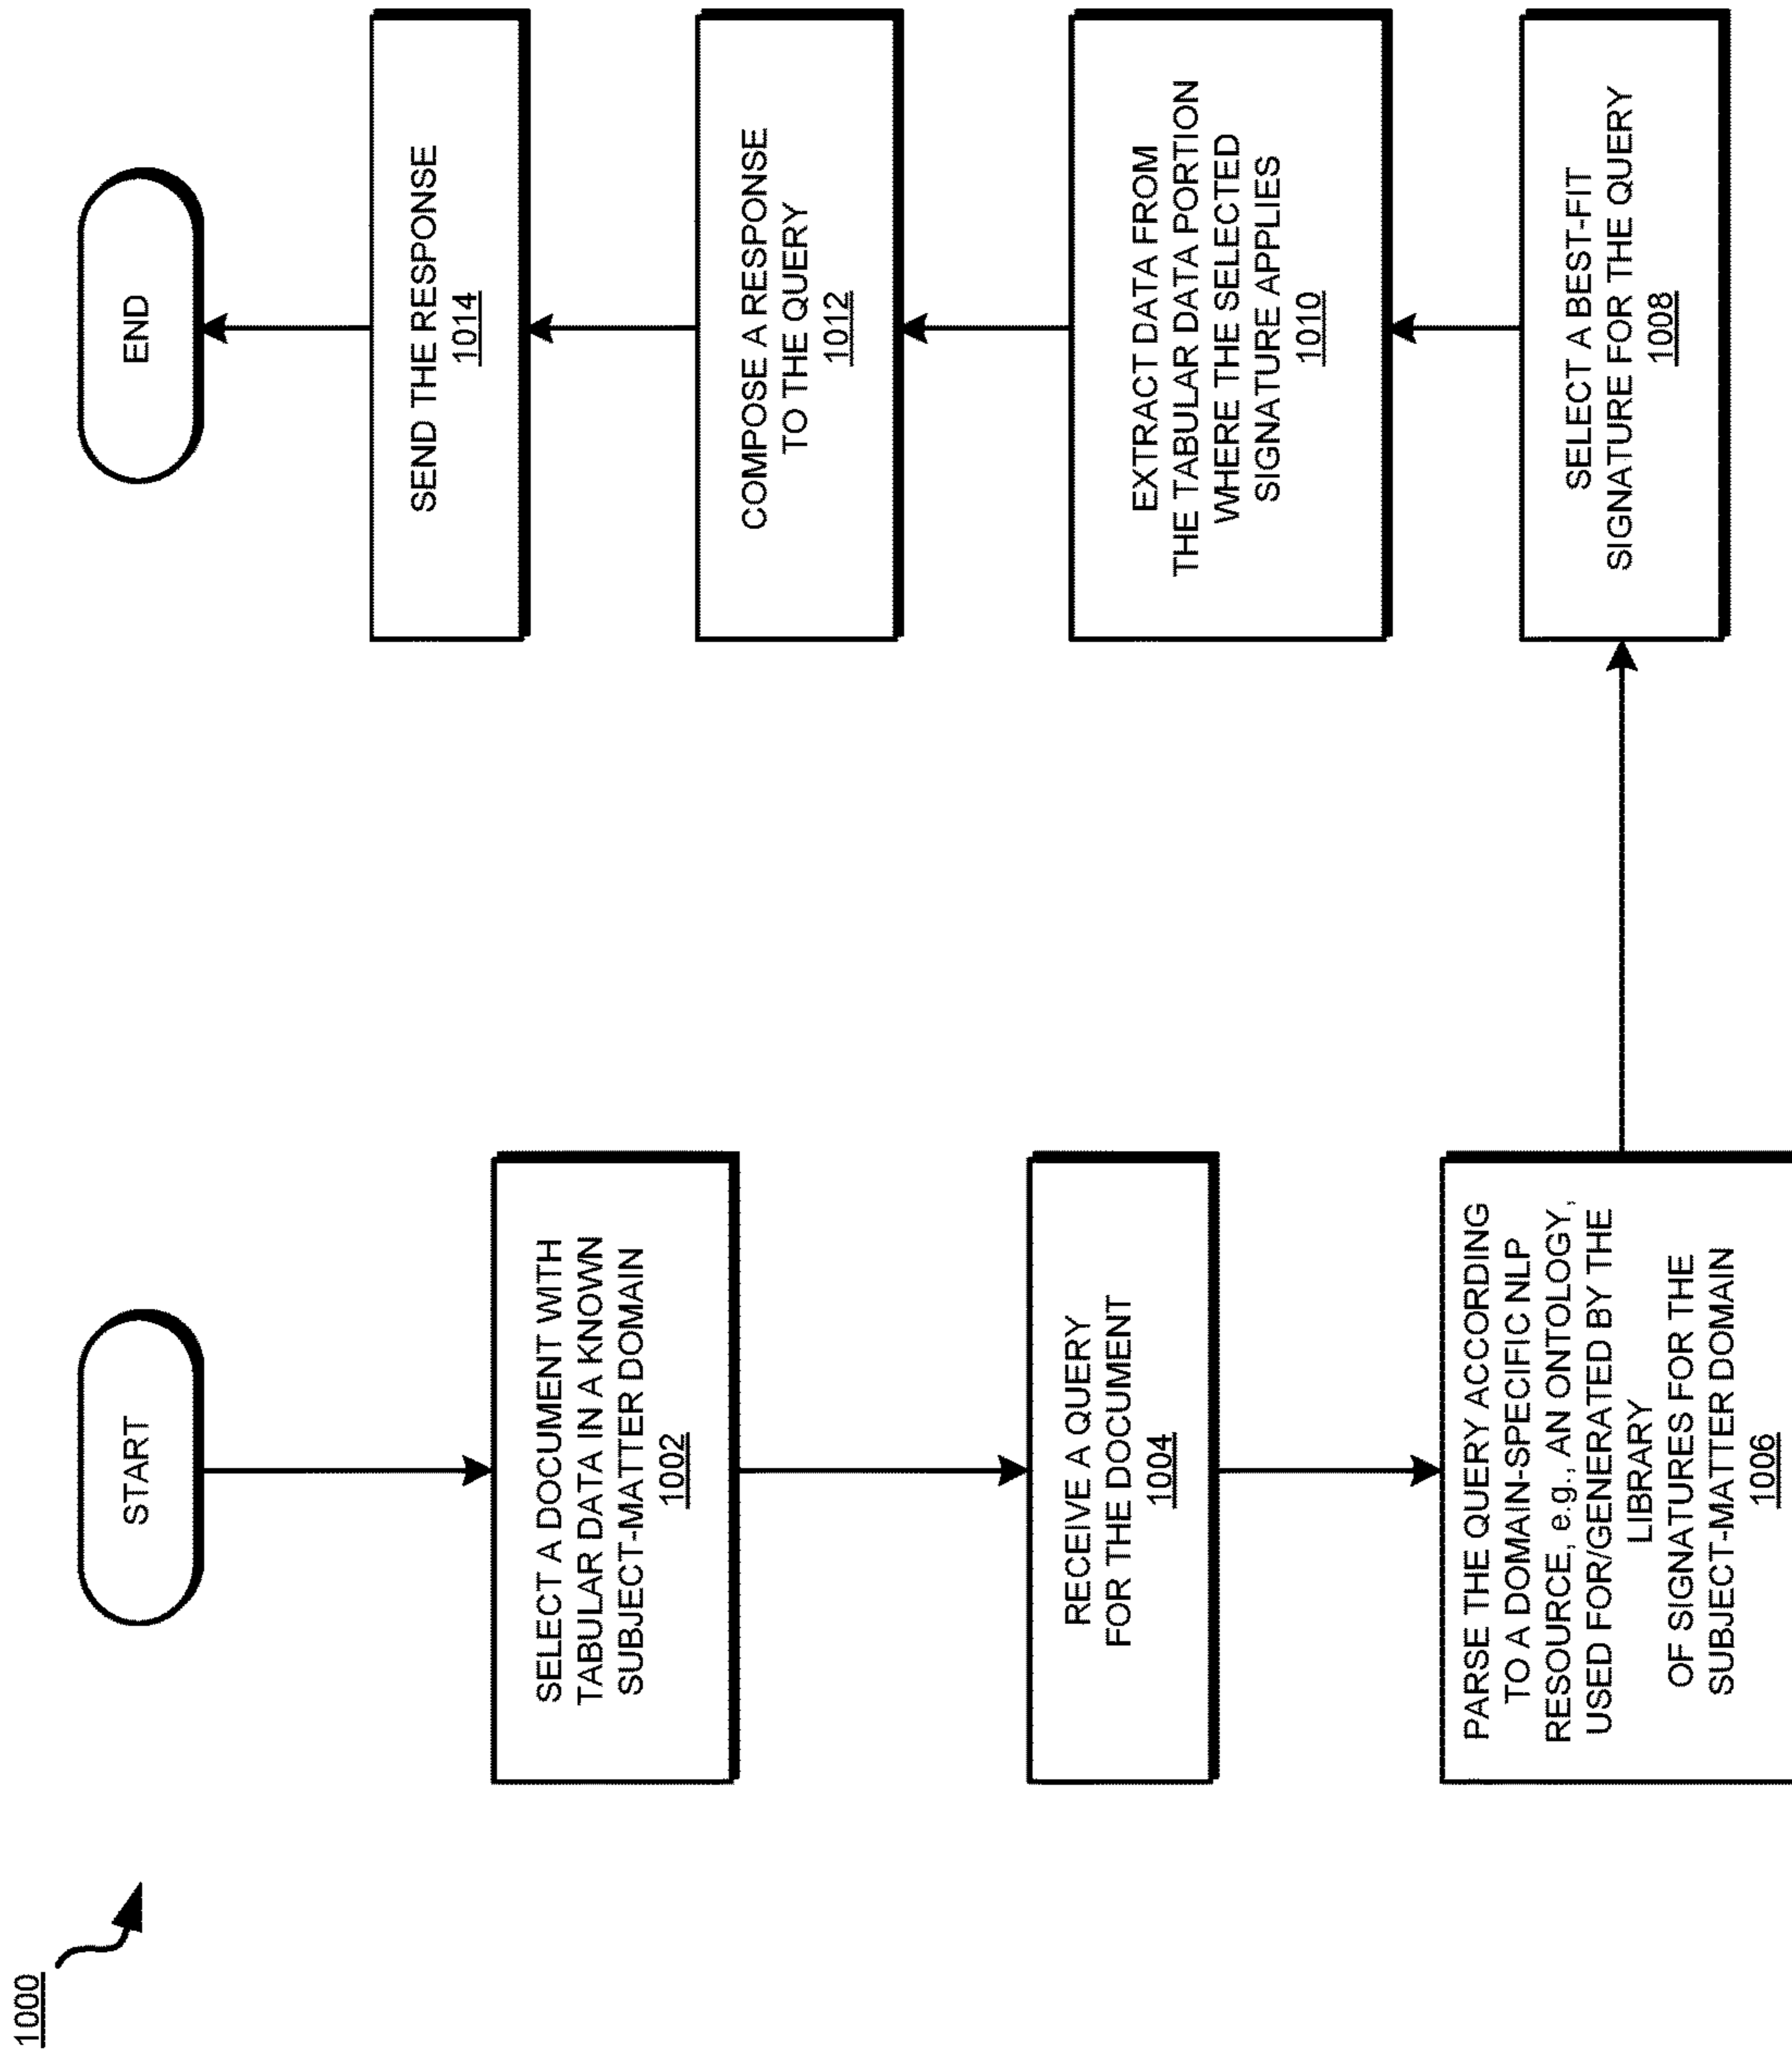 1000
START
SELECT A DOCUMENT WITH
TABULAR DATA IN A KNOWN
SUBJECT-MATTER DOMAIN
1002
RECEIVE A QUERY
FOR THE DOCUMENT
1004
PARSE THE QUERY ACCORDING
TO A DOMAIN-SPECIFIC NLP
RESOURCE, e.g., AN ONTOLOGY,
USED FOR/GENERATED BY THE
LIBRARY
OF SIGNATURES FOR THE
SUBJECT-MATTER DOMAIN
1006
SELECT A BEST-FIT
SIGNATURE FOR THE QUERY
1008
EXTRACT DATA FROM
THE TABULAR DATA PORTION
WHERE THE SELECTED
SIGNATURE APPLIES
1010
COMPOSE A RESPONSE
TO THE QUERY
1012
SEND THE RESPONSE
1014
END